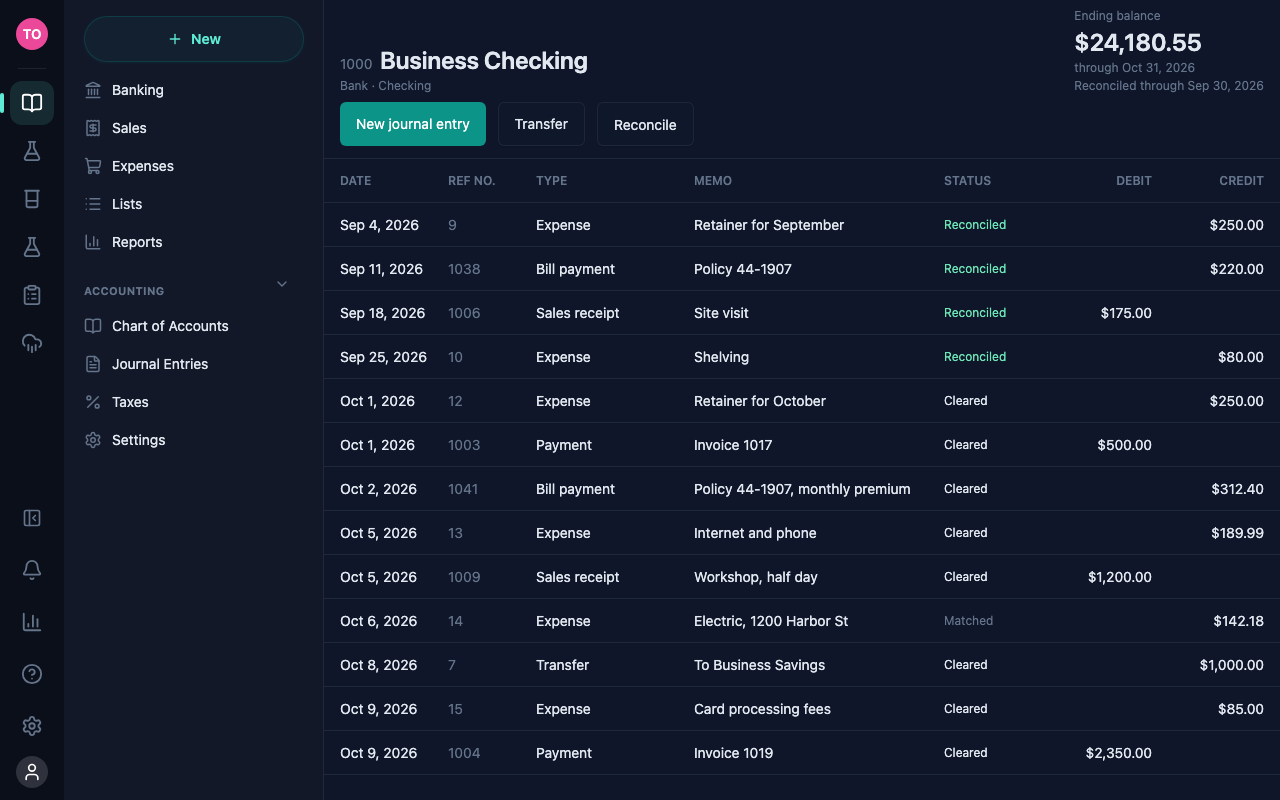 TO
+ New
Banking
Sales
Expenses
Lists
Reports
ACCOUNTING
Chart of Accounts
Journal Entries
Taxes
Settings
1000 Business Checking
Bank · Checking
Ending balance
$24,180.55
through Oct 31, 2026
Reconciled through Sep 30, 2026
New journal entry Transfer Reconcile
DATE REF NO. TYPE MEMO STATUS DEBIT CREDIT
Sep 4, 2026 9 Expense Retainer for September Reconciled $250.00
Sep 11, 2026 1038 Bill payment Policy 44-1907 Reconciled $220.00
Sep 18, 2026 1006 Sales receipt Site visit Reconciled $175.00
Sep 25, 2026 10 Expense Shelving Reconciled $80.00
Oct 1, 2026 12 Expense Retainer for October Cleared $250.00
Oct 1, 2026 1003 Payment Invoice 1017 Cleared $500.00
Oct 2, 2026 1041 Bill payment Policy 44-1907, monthly premium Cleared $312.40
Oct 5, 2026 13 Expense Internet and phone Cleared $189.99
Oct 5, 2026 1009 Sales receipt Workshop, half day Cleared $1,200.00
Oct 6, 2026 14 Expense Electric, 1200 Harbor St Matched $142.18
Oct 8, 2026 7 Transfer To Business Savings Cleared $1,000.00
Oct 9, 2026 15 Expense Card processing fees Cleared $85.00
Oct 9, 2026 1004 Payment Invoice 1019 Cleared $2,350.00